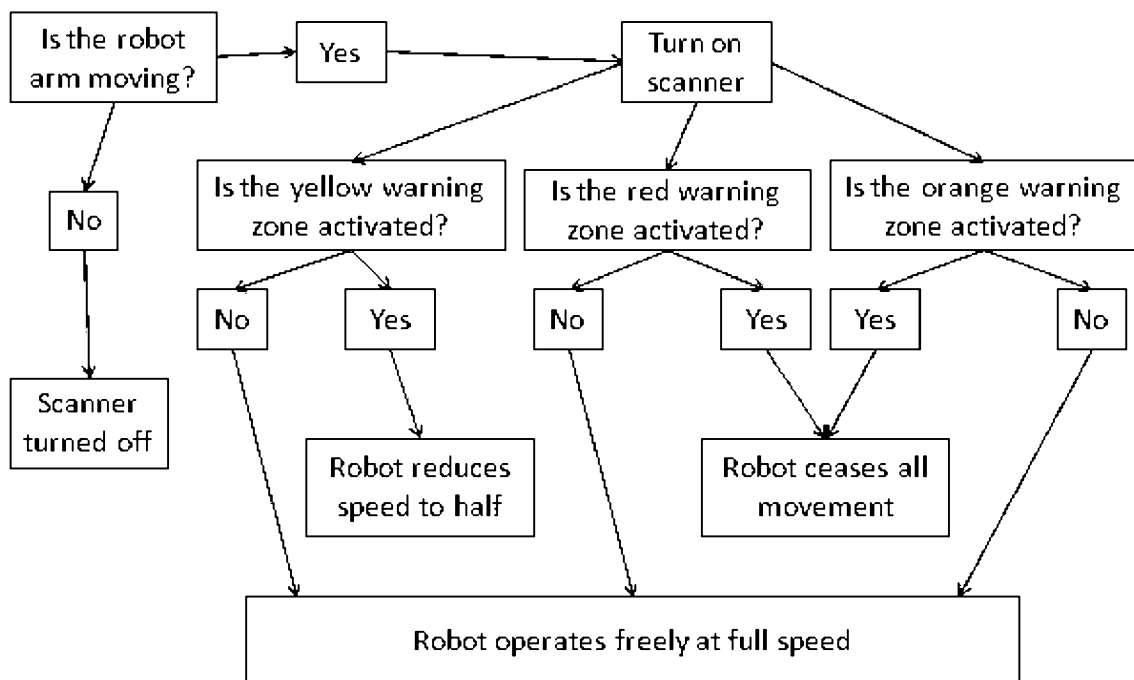 Is the robot
arm moving?
Yes
Turn on
scanner
No
Scanner
turned off
Is the yellow warning
zone activated?
Is the red warning
zone activated?
Is the orange warning
zone activated?
No
Yes
No
Yes
Yes
No
Robot reduces
speed to half
Robot ceases all
movement
Robot operates freely at full speed